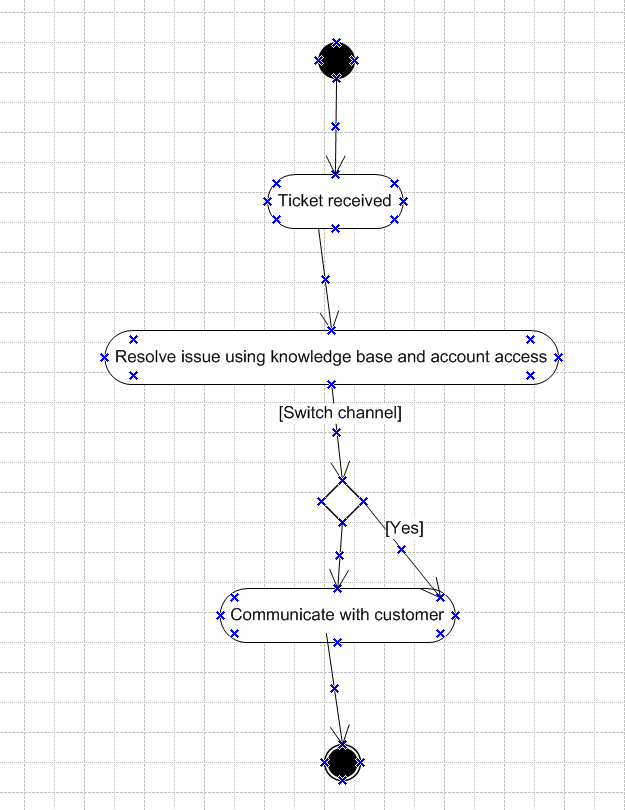 Ticket received
Resolve issue using knowledge base and account access
[Switch channel]
[Yes]
Communicate with customer